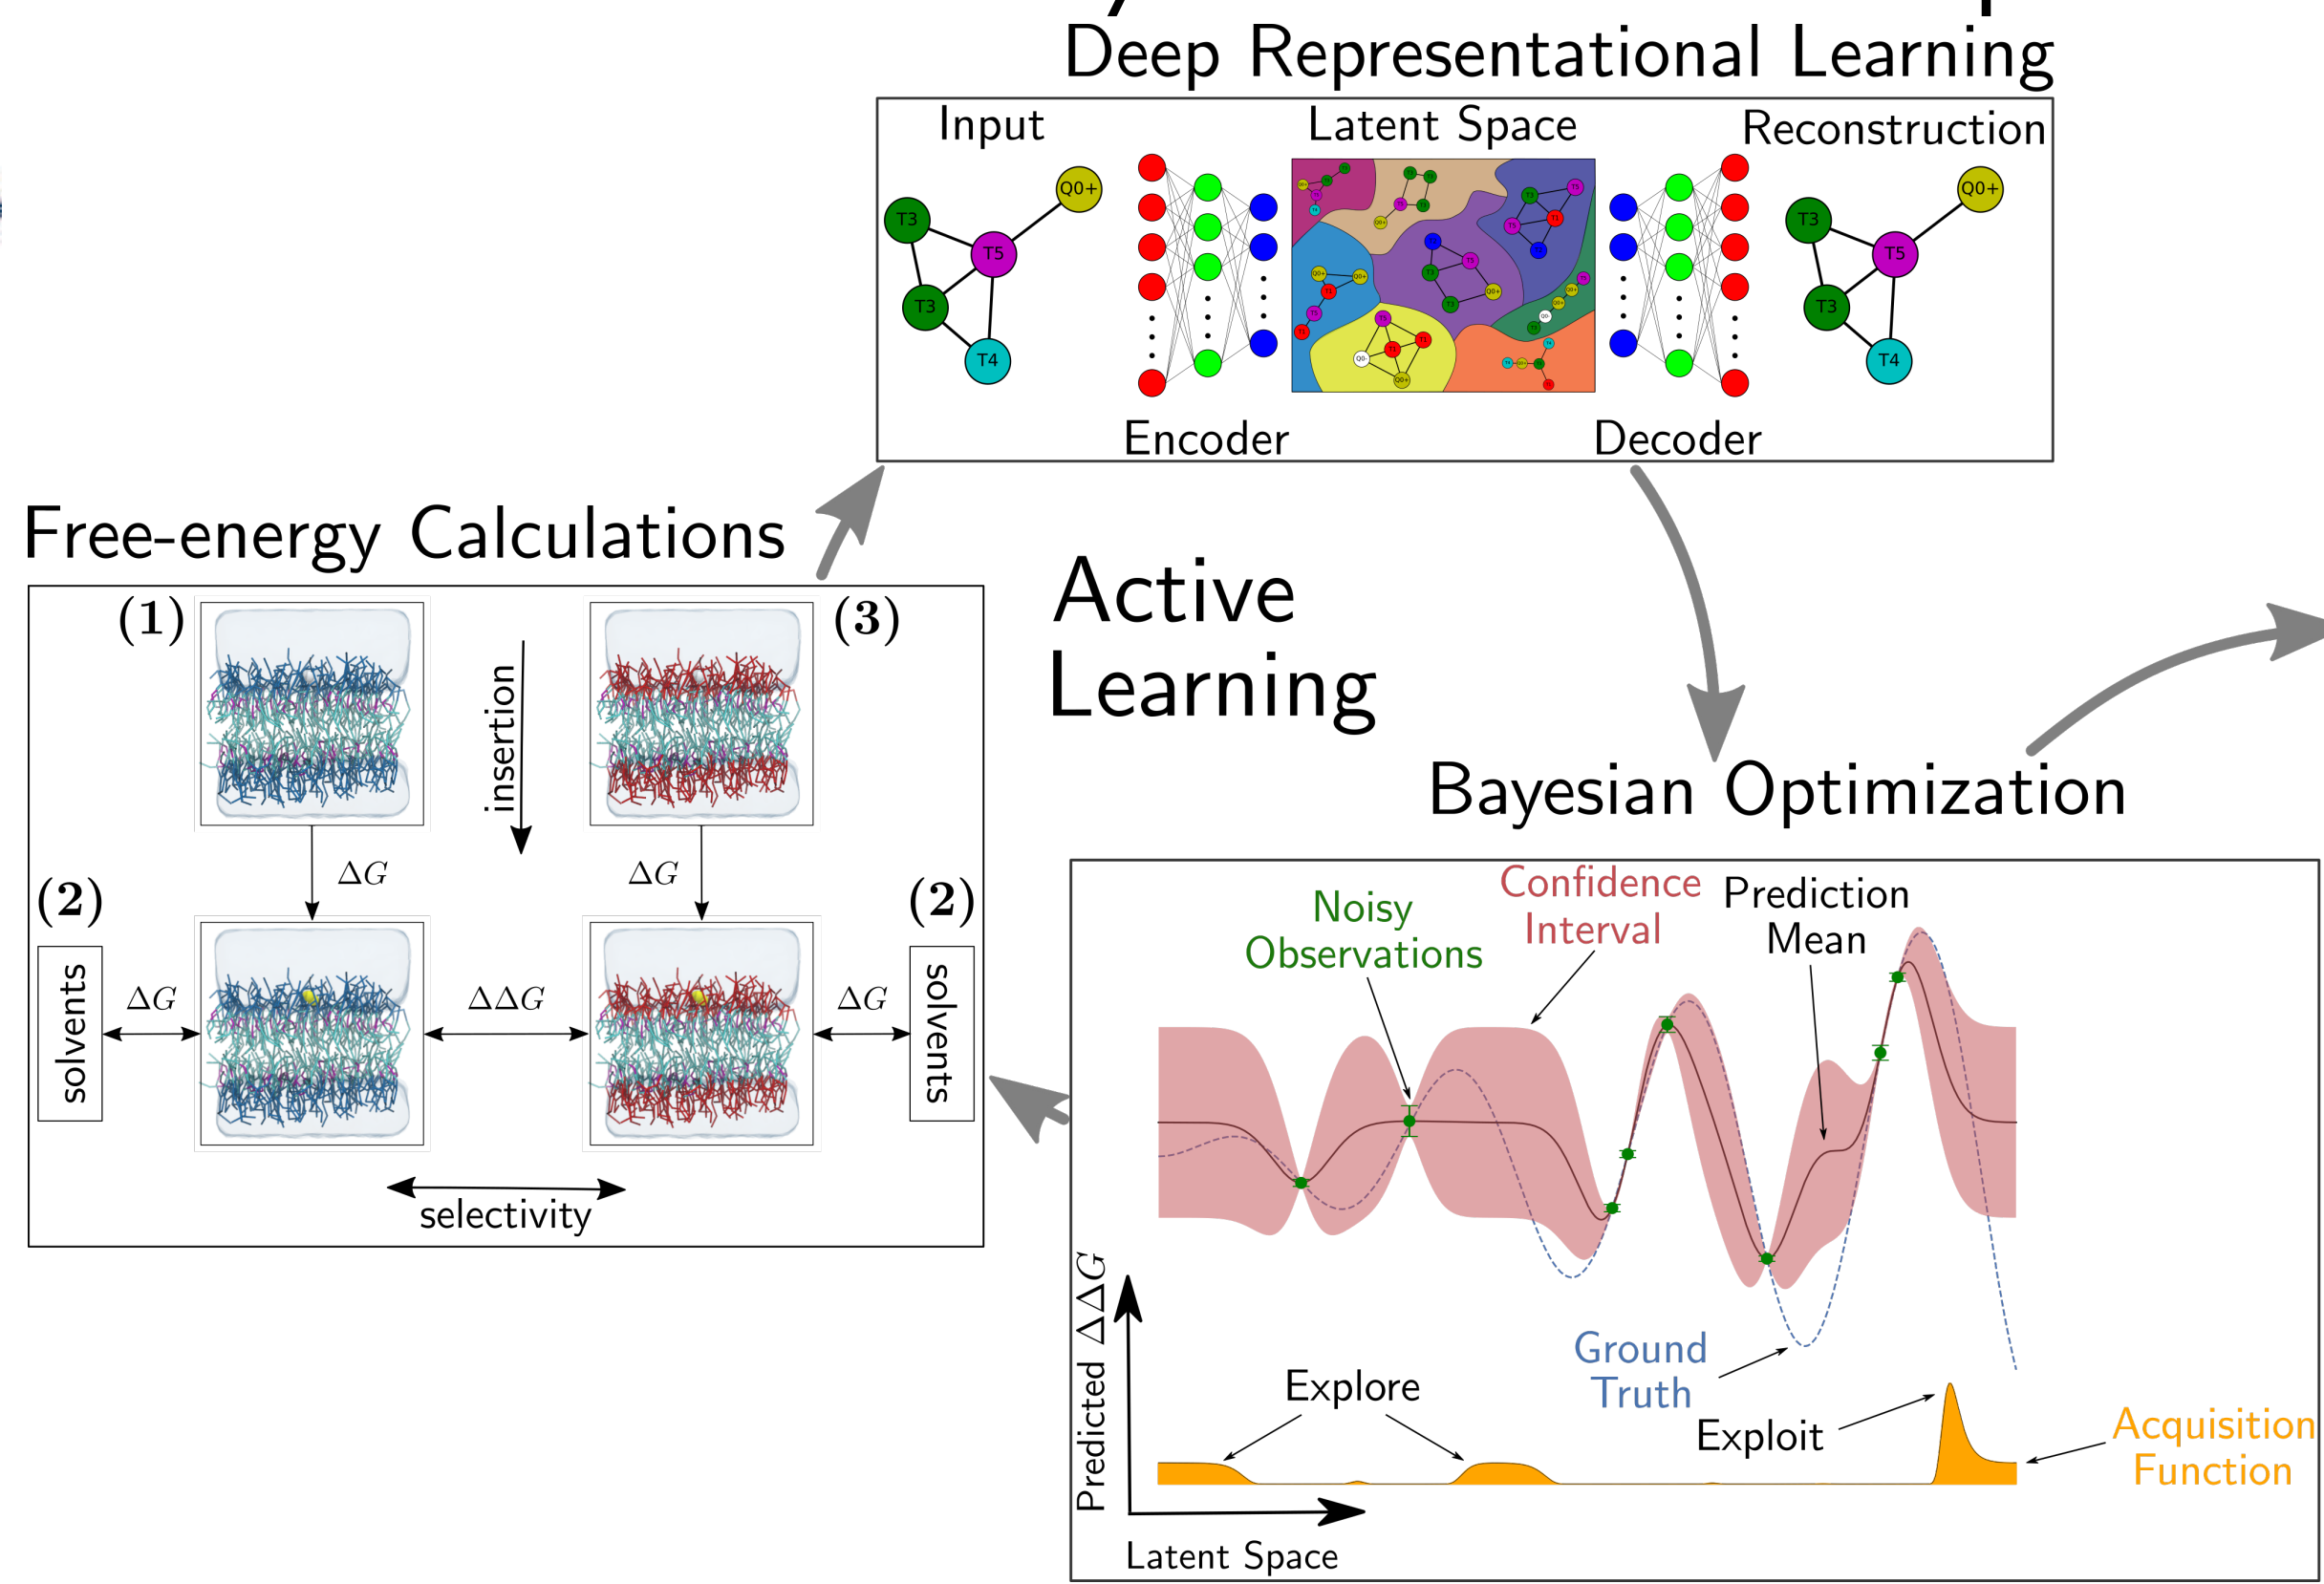 Deep Representational Learning
Input
Latent Space
Reconstruction
Q0+
T3
T5
T3
T4
Q0+
T3
T5
T3
T4
Encoder
Decoder
Free-energy Calculations
(1)
(3)
insertion
ΔG
ΔG
(2)
(2)
solvents
ΔG
ΔΔG
ΔG
solvents
selectivity
Active
Learning
Bayesian Optimization
Noisy
Observations
Confidence
Interval
Prediction
Mean
Ground
Truth
Explore
Exploit
Acquisition
Function
Predicted ΔΔG
Latent Space